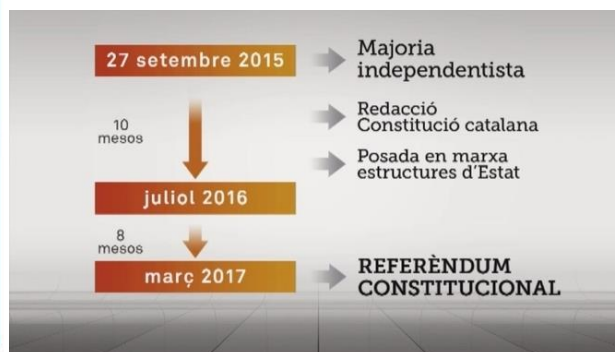 27 setembre 2015
Majoria
independentista
10
mesos
Redacció
Constitució catalana
Posada en marxa
estructures d'Estat
juliol 2016
8
mesos
març 2017
REFERÈNDUM
CONSTITUCIONAL